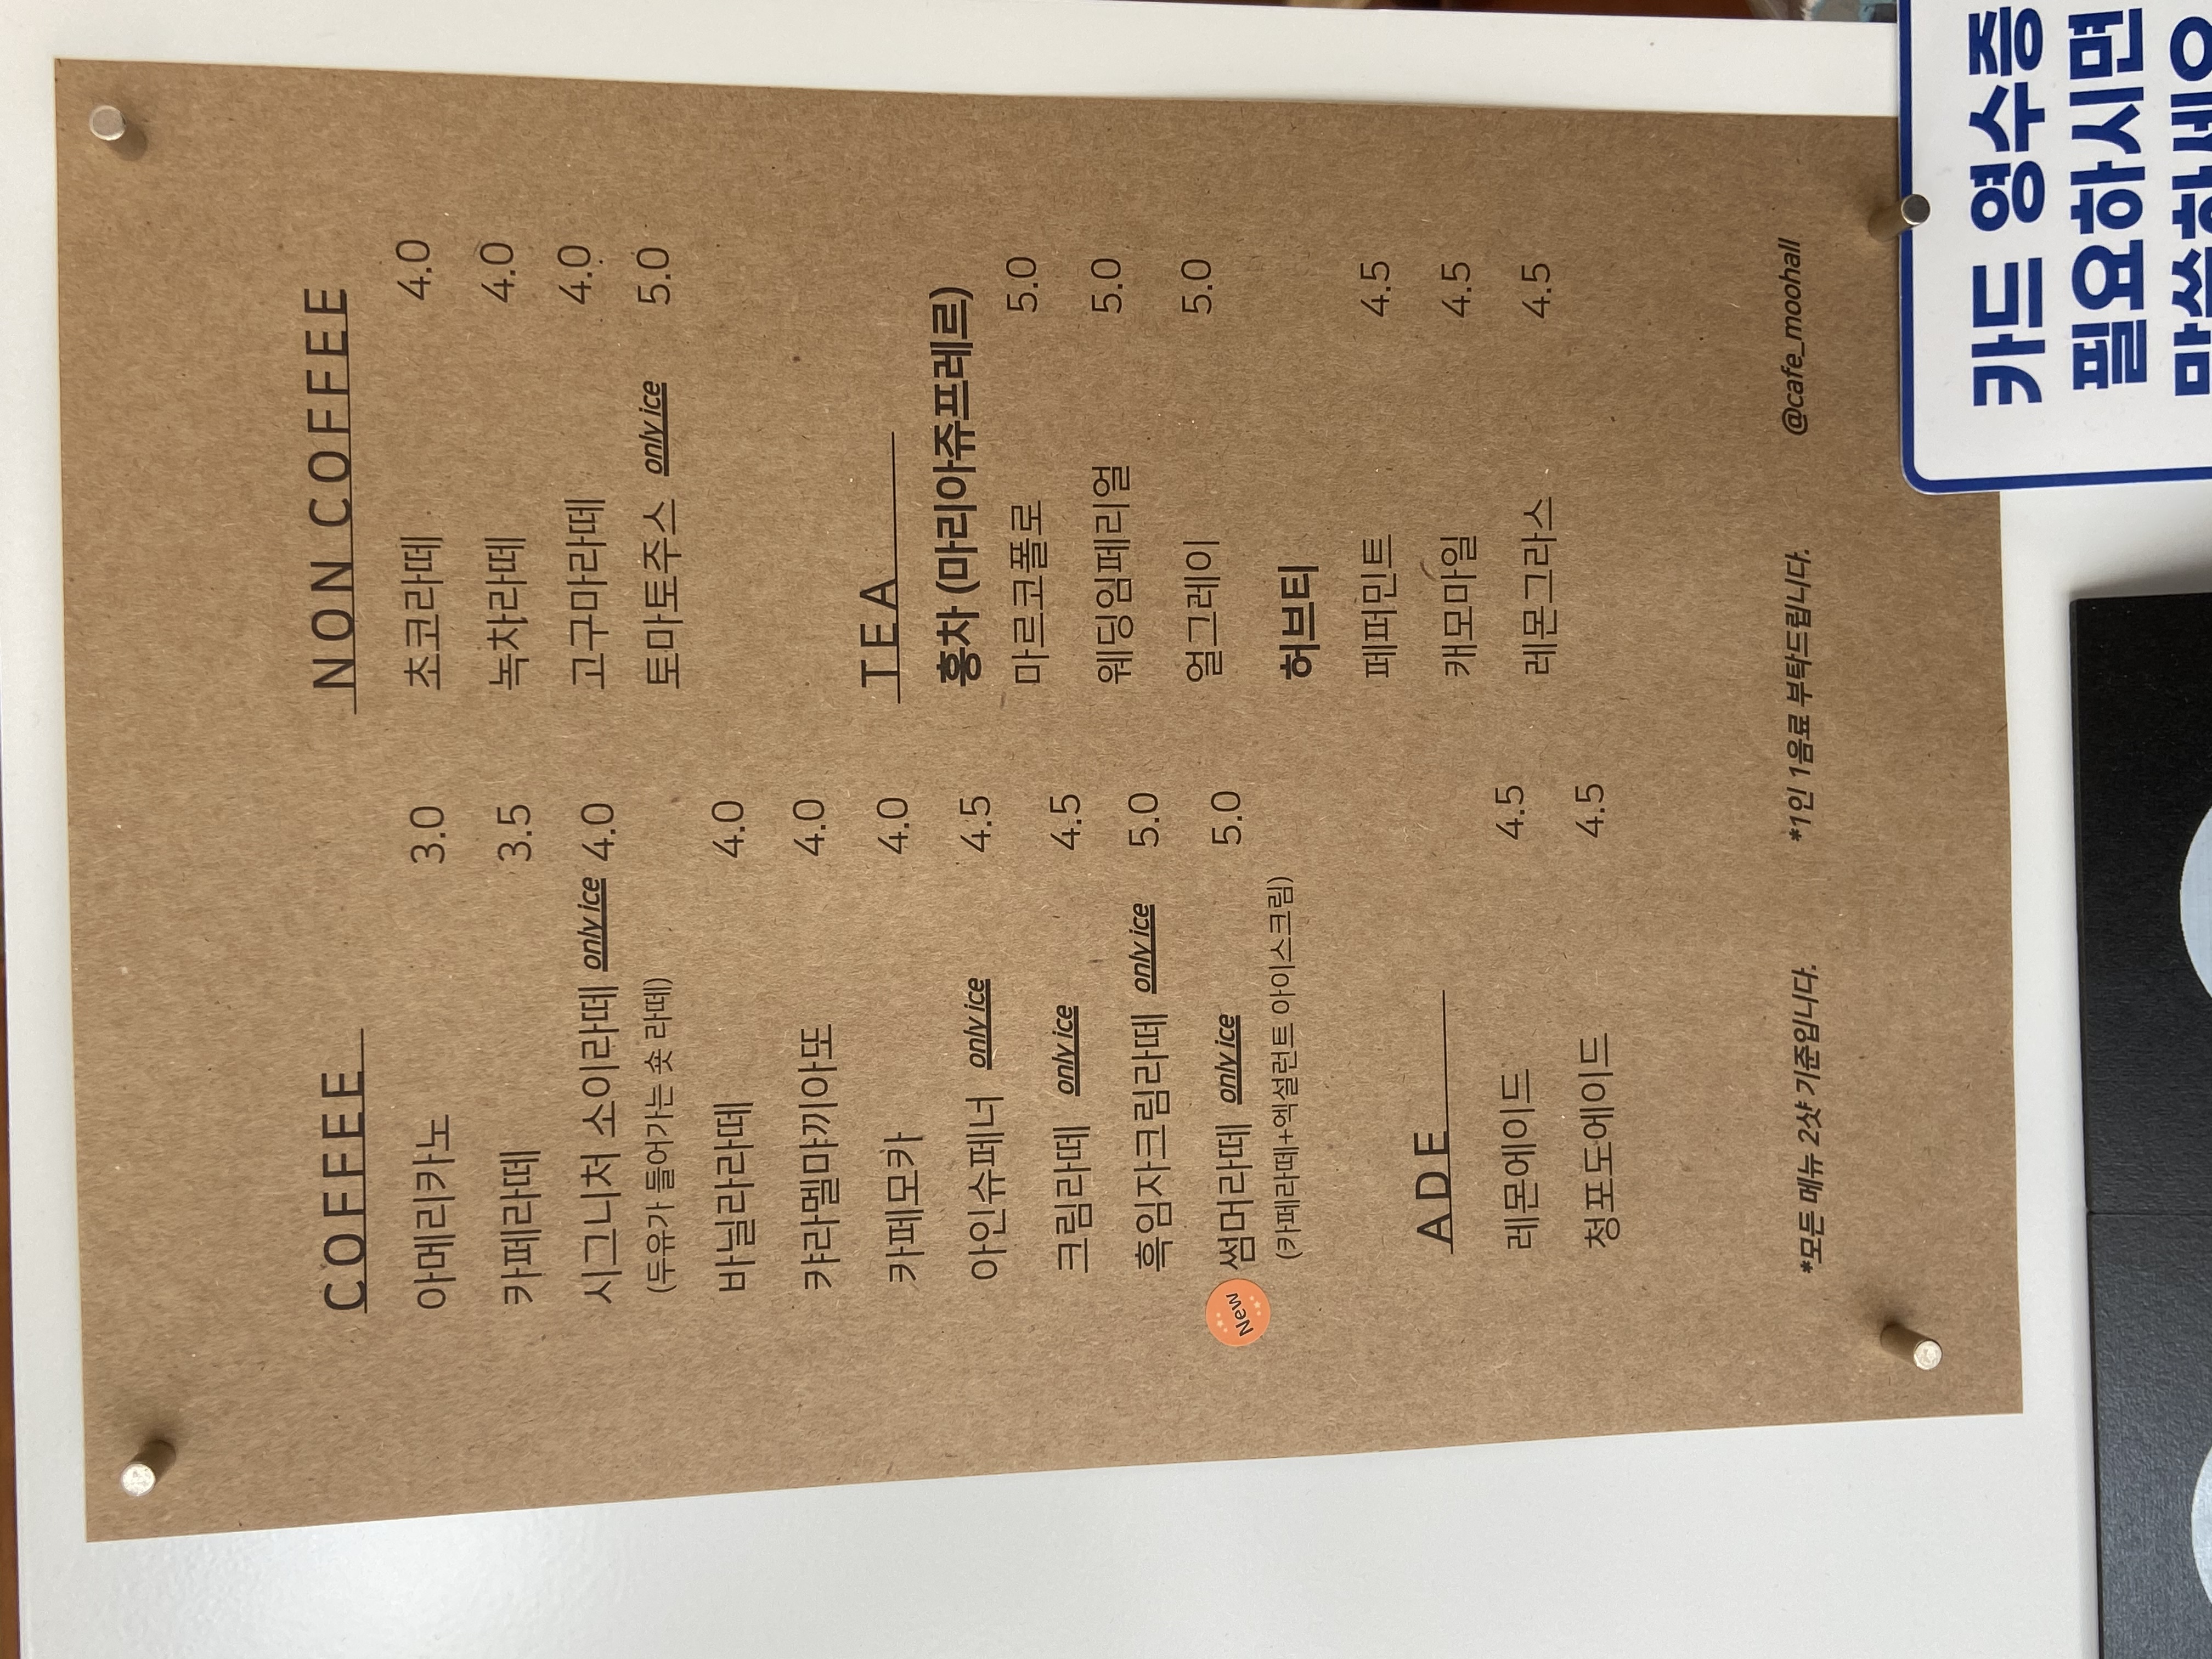 COFFEE
아메리카노 3.0
카페라떼 3.5
시그니처 소이라떼 only ice 4.0
(두유가 들어가는 숏 라떼)
바닐라라떼 4.0
캬라멜먀끼아또 4.0
카페모카 4.0
아인슈페너 only ice 4.5
크림라떼 only ice 4.5
흑임자크림라떼 only ice 5.0
New 썸머라떼 only ice 5.0
(카페라떼+엑설런트 아이스크림)
ADE
레몬에이드 4.5
청포도에이드 4.5
NON COFFEE
초코라떼 4.0
녹차라떼 4.0
고구마라떼 4.0
토마토주스 only ice 5.0
TEA
홍차 (마리아쥬프레르)
마르코폴로 5.0
웨딩임페리얼 5.0
얼그레이 5.0
허브티
페퍼민트 4.5
캐모마일 4.5
레몬그라스 4.5
*모든 메뉴 2샷 기준입니다. *1인 1음료 부탁드립니다. @cafe_moohall
카드 영수증
필요하시면
말씀하세요